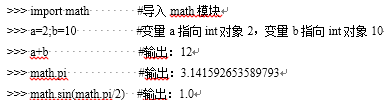 >>> import math #导入 math 模块
>>> a=2;b=10 #变量 a 指向 int 对象 2，变量 b 指向 int 对象 10
>>> a+b #输出：12
>>> math.pi #输出：3.141592653589793
>>> math.sin(math.pi/2) #输出：1.0